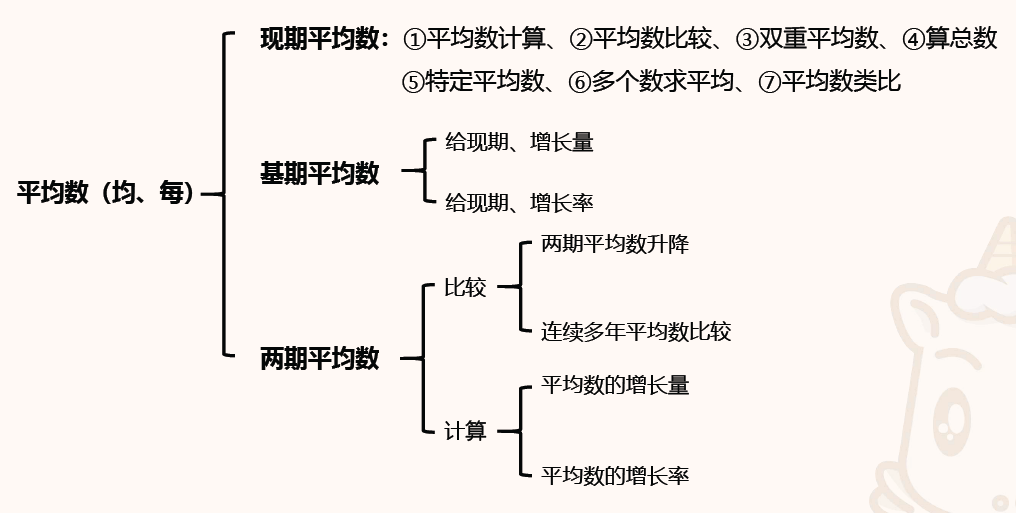 现期平均数：①平均数计算、②平均数比较、③双重平均数、④算总数
⑤特定平均数、⑥多个数求平均、⑦平均数类比
给现期、增长量
基期平均数
平均数（均、每）
给现期、增长率
两期平均数升降
比较
连续多年平均数比较
两期平均数
平均数的增长量
计算
平均数的增长率